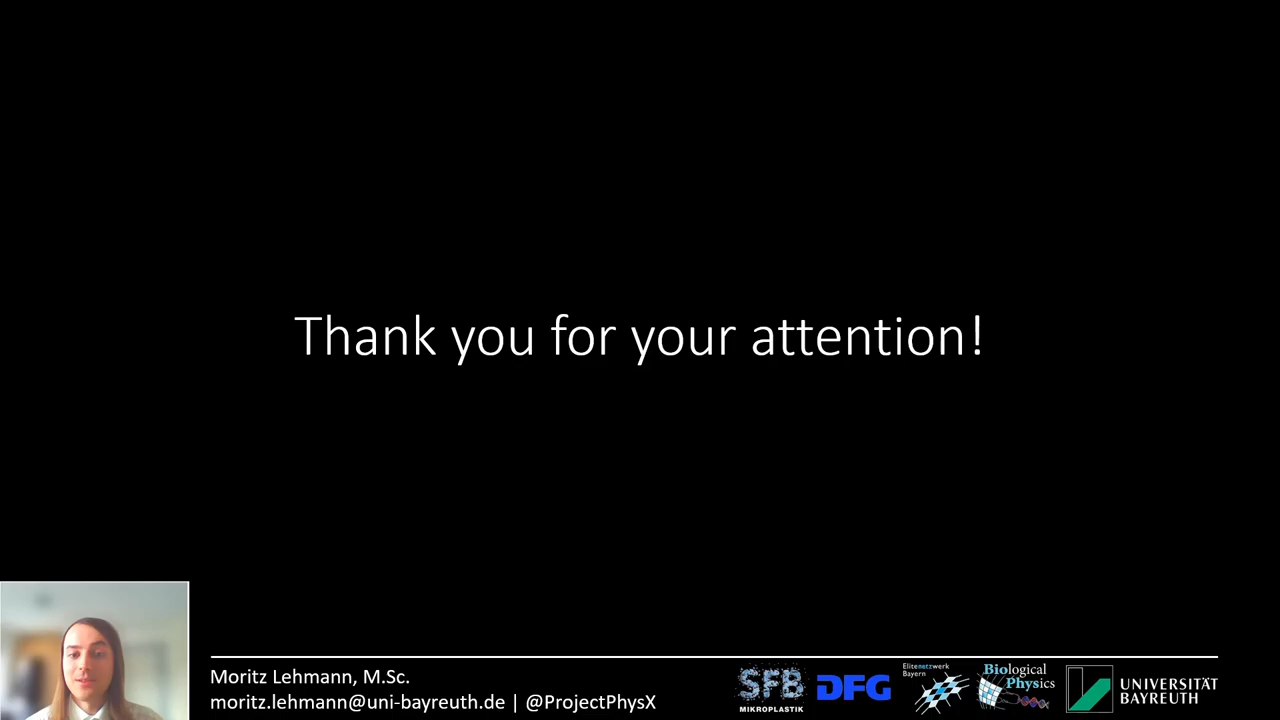 Thank you for your attention!
Moritz Lehmann, M.Sc.
moritz.lehmann@uni-bayreuth.de | @ProjectPhysX
SFB
MIKROPLASTIK
DFG
Elitenetzwerk
Bayern
Biological
Physics
UNIVERSITÄT
BAYREUTH